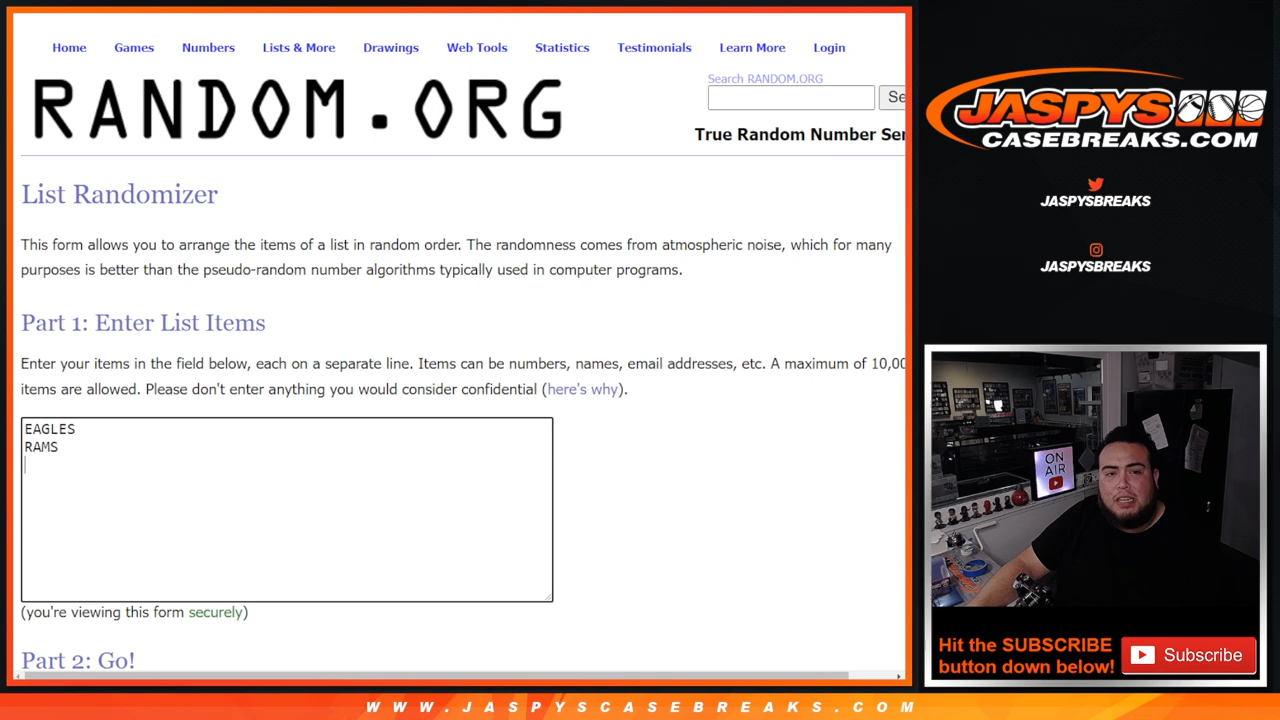 Home Games Numbers Lists & More Drawings Web Tools Statistics Testimonials Learn More Login
RANDOM.ORG
Search RANDOM.ORG
Se
True Random Number Ser
List Randomizer
This form allows you to arrange the items of a list in random order. The randomness comes from atmospheric noise, which for many
purposes is better than the pseudo-random number algorithms typically used in computer programs.
Part 1: Enter List Items
Enter your items in the field below, each on a separate line. Items can be numbers, names, email addresses, etc. A maximum of 10,00
items are allowed. Please don't enter anything you would consider confidential (here's why).
EAGLES
RAMS
(you're viewing this form securely)
Part 2: Go!
JASPYS
CASEBREAKS.COM
JASPYSBREAKS
JASPYSBREAKS
ON
AIR
Hit the SUBSCRIBE
button down below!
Subscribe
WWW.JASPYSCASEBREAKS.COM